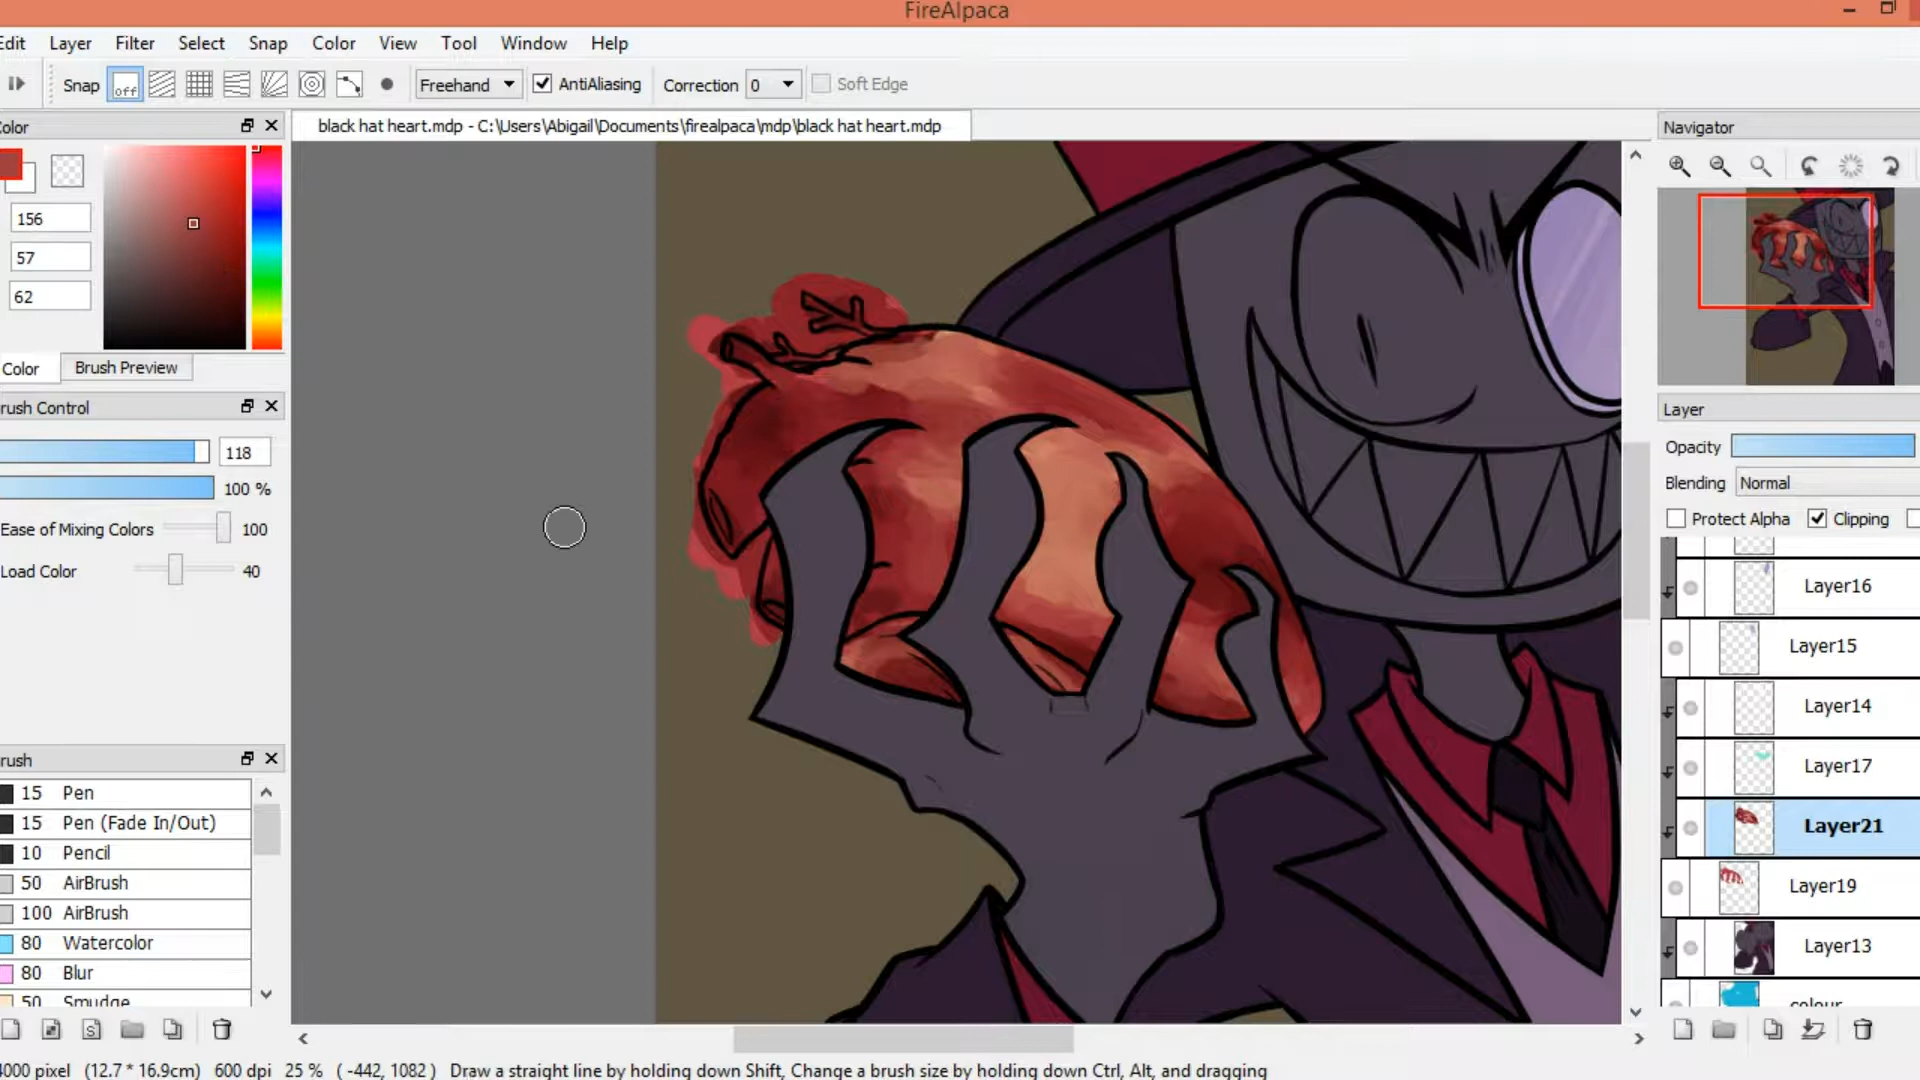 FireAlpaca
Edit Layer Filter Select Snap Color View Tool Window Help
Snap off Freehand AntiAliasing Correction 0 Soft Edge
Color
black hat heart.mdp - C:\Users\Abigail\Documents\firealpaca\mdp\black hat heart.mdp
Navigator
156
57
62
Color Brush Preview
Brush Control
118
100 %
Ease of Mixing Colors 100
Load Color 40
Brush
15 Pen
15 Pen (Fade In/Out)
10 Pencil
50 AirBrush
100 AirBrush
80 Watercolor
80 Blur
50 Smudge
Layer
Opacity
Blending Normal
Protect Alpha Clipping
Layer16
Layer15
Layer14
Layer17
Layer21
Layer19
Layer13
colour
4000 pixel (12.7 * 16.9cm) 600 dpi 25 % ( -442, 1082 ) Draw a straight line by holding down Shift, Change a brush size by holding down Ctrl, Alt, and dragging